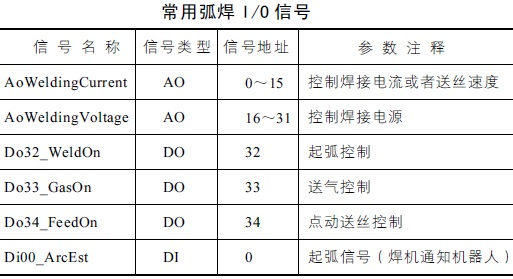 常用弧焊 I/O 信号
信号名称 信号类型 信号地址 参数注释
AoWeldingCurrent AO 0～15 控制焊接电流或者送丝速度
AoWeldingVoltage AO 16～31 控制焊接电源
Do32_WeldOn DO 32 起弧控制
Do33_GasOn DO 33 送气控制
Do34_FeedOn DO 34 点动送丝控制
Di00_ArcEst DI 0 起弧信号（焊机通知机器人）